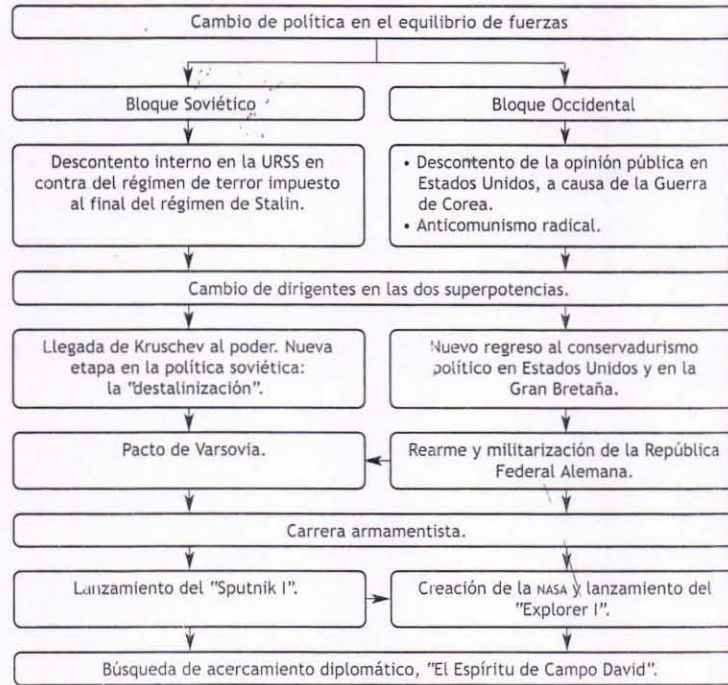 Cambio de política en el equilibrio de fuerzas
Bloque Soviético
Bloque Occidental
Descontento interno en la URSS en
contra del régimen de terror impuesto
al final del régimen de Stalin.
• Descontento de la opinión pública en
Estados Unidos, a causa de la Guerra
de Corea.
• Anticomunismo radical.
Cambio de dirigentes en las dos superpotencias.
Llegada de Kruschev al poder. Nueva
etapa en la política soviética:
la "destalinización".
Nuevo regreso al conservadurismo
político en Estados Unidos y en la
Gran Bretaña.
Pacto de Varsovia.
Rearme y militarización de la República
Federal Alemana.
Carrera armamentista.
Lanzamiento del "Sputnik I".
Creación de la NASA y lanzamiento del
"Explorer I".
Búsqueda de acercamiento diplomático, "El Espíritu de Campo David".